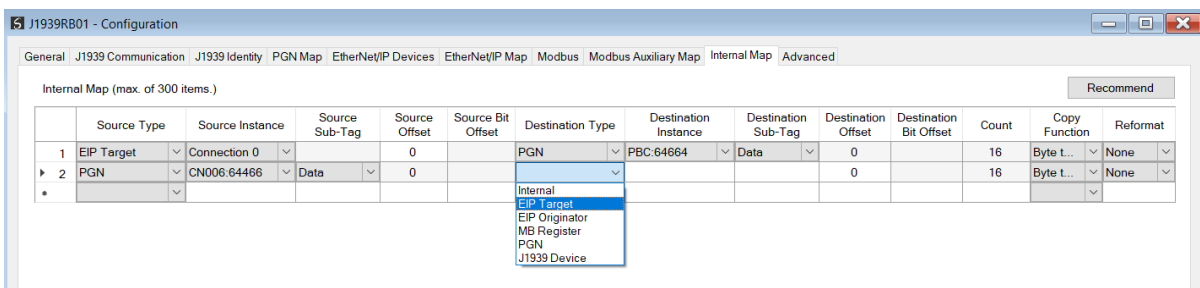 J1939RB01 - Configuration
General J1939 Communication J1939 Identity PGN Map EtherNet/IP Devices EtherNet/IP Map Modbus Modbus Auxiliary Map Internal Map Advanced
Internal Map (max. of 300 items.)
Recommend
Source Type Source Instance Source Sub-Tag Source Offset Source Bit Offset Destination Type Destination Instance Destination Sub-Tag Destination Offset Destination Bit Offset Count Copy Function Reformat
1 EIP Target Connection 0 0 PGN PBC:64664 Data 0 16 Byte t... None
2 PGN CN006:64466 Data 0 0 16 Byte t... None
Internal
EIP Target
EIP Originator
MB Register
PGN
J1939 Device